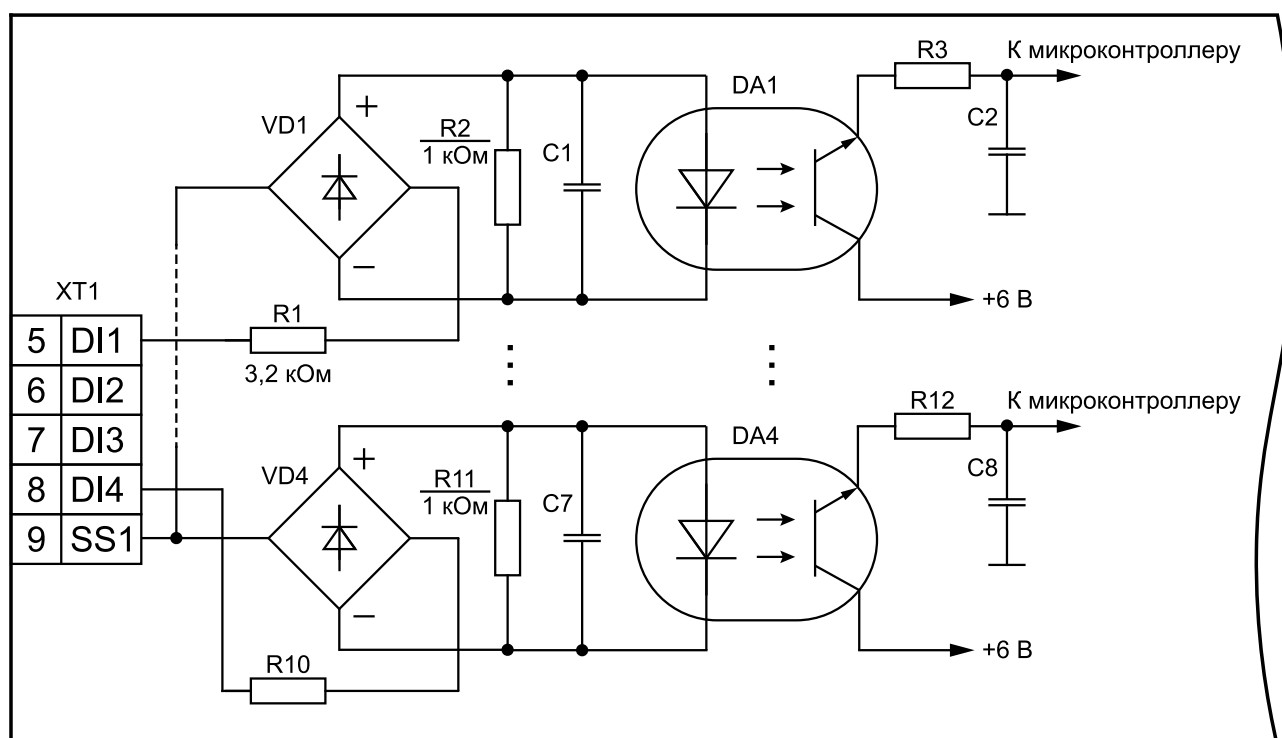 R3
К микроконтроллеру
DA1
C2
VD1
+
R2
1 кОм
C1
−
+6 В
XT1
R1
3,2 кОм
5 DI1
6 DI2
7 DI3
8 DI4
9 SS1
R12
К микроконтроллеру
DA4
C8
VD4
+
R11
1 кОм
C7
−
+6 В
R10